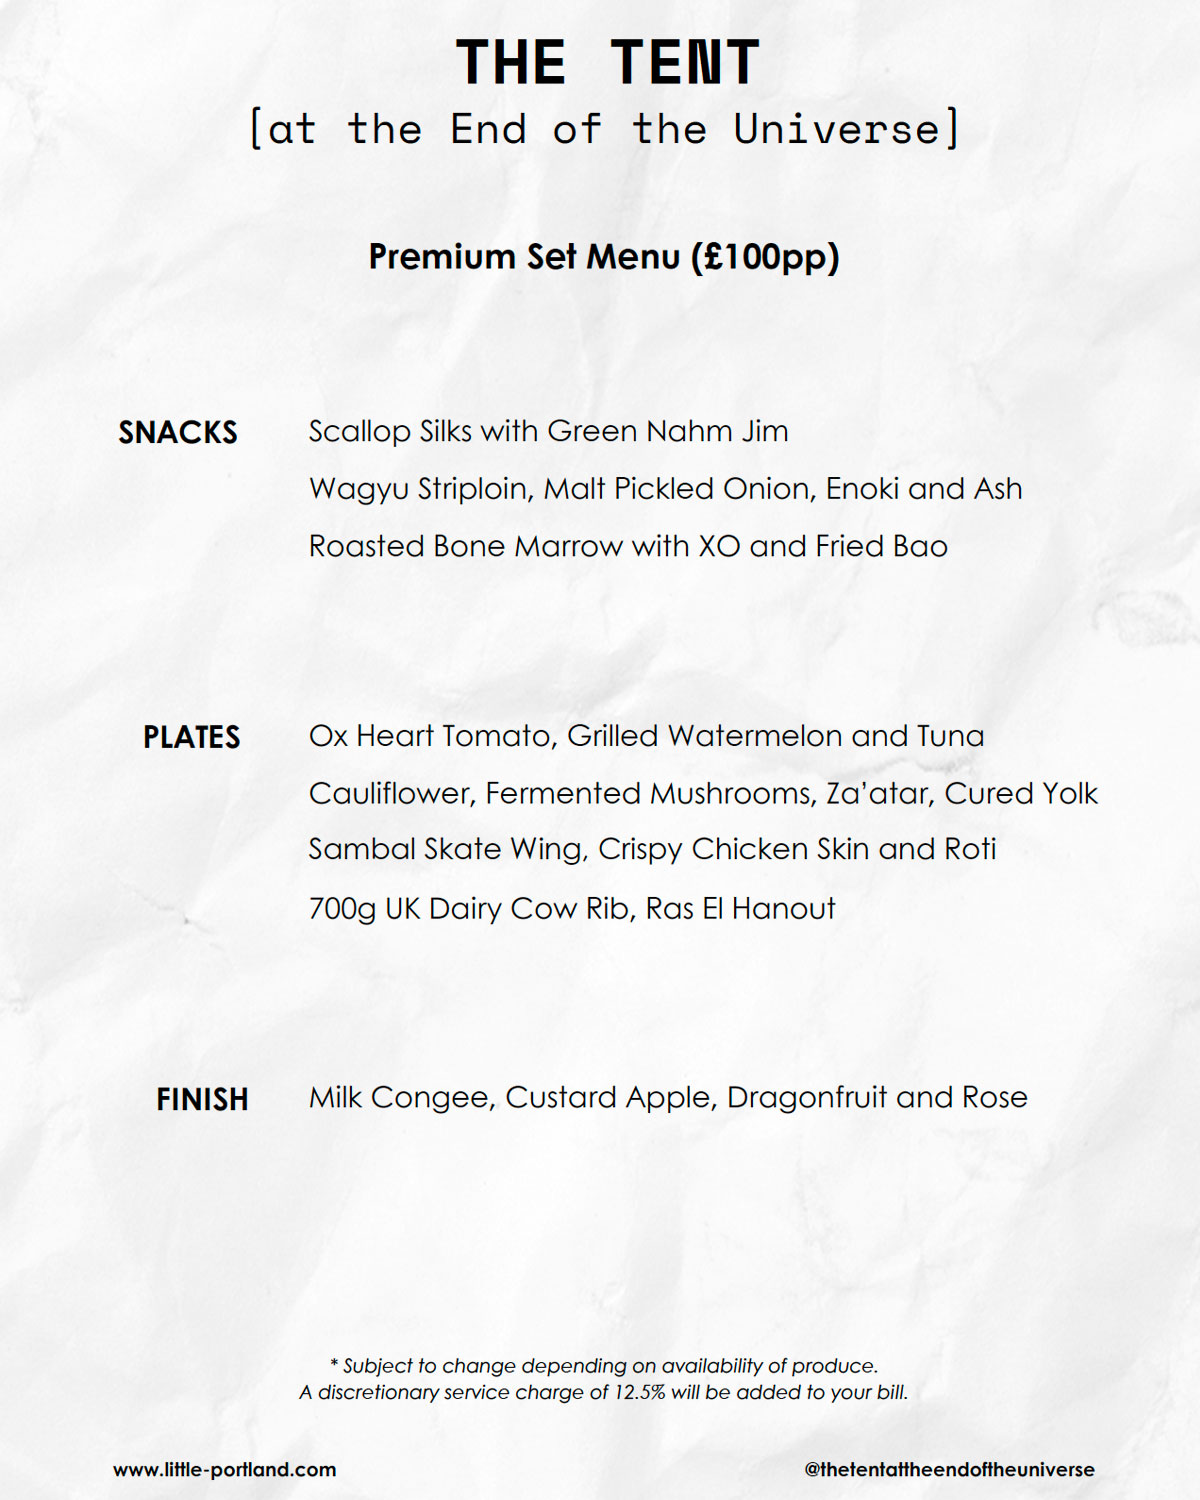 THE TENT
[at the End of the Universe]
Premium Set Menu (£100pp)
SNACKS Scallop Silks with Green Nahm Jim
Wagyu Striploin, Malt Pickled Onion, Enoki and Ash
Roasted Bone Marrow with XO and Fried Bao
PLATES Ox Heart Tomato, Grilled Watermelon and Tuna
Cauliflower, Fermented Mushrooms, Za’atar, Cured Yolk
Sambal Skate Wing, Crispy Chicken Skin and Roti
700g UK Dairy Cow Rib, Ras El Hanout
FINISH Milk Congee, Custard Apple, Dragonfruit and Rose
* Subject to change depending on availability of produce.
A discretionary service charge of 12.5% will be added to your bill.
www.little-portland.com @thetentattheendoftheuniverse